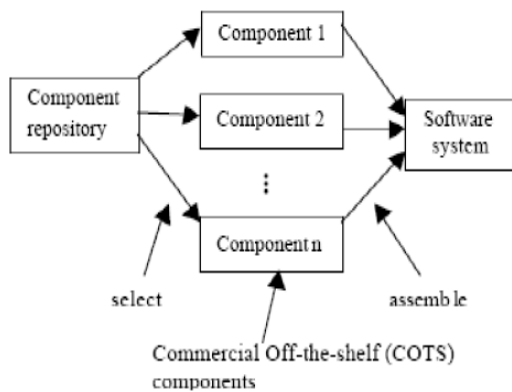 Component 1
Component
repository
Component 2
Software
system
Component n
select
assemble
Commercial Off-the-shelf (COTS)
components